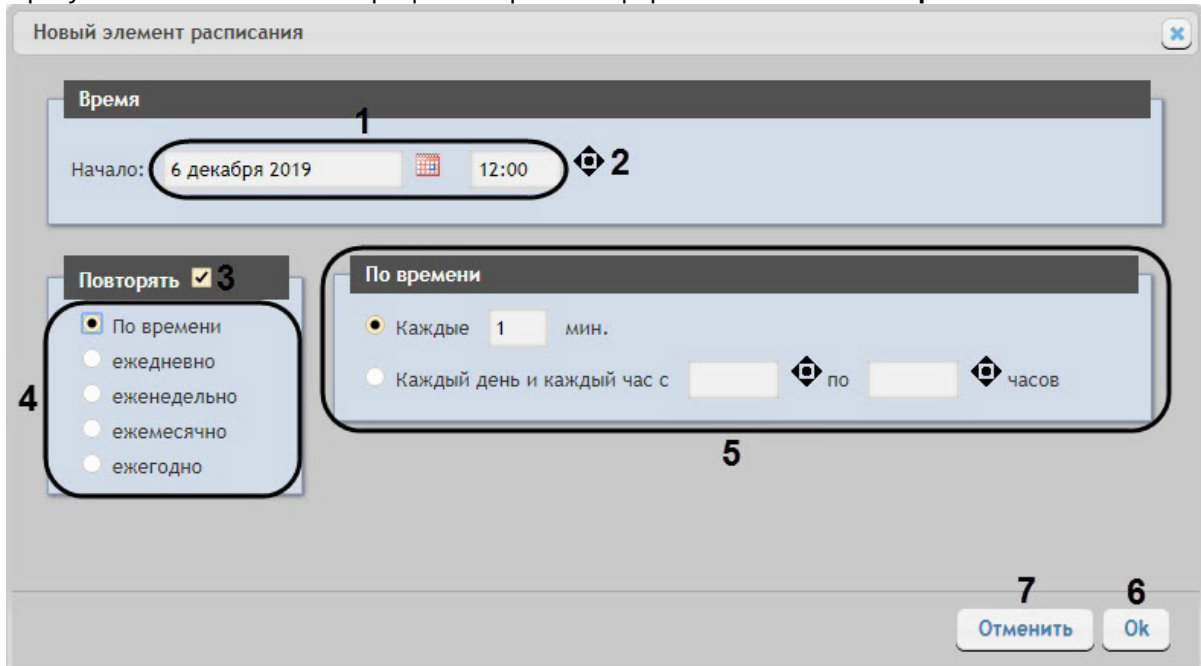 Новый элемент расписания
Время
1
Начало: 6 декабря 2019 12:00 2
Повторять 3
По времени
ежедневно
еженедельно
ежемесячно
ежегодно
4
По времени
Каждые 1 мин.
Каждый день и каждый час с по часов
5
7 6
Отменить Ok